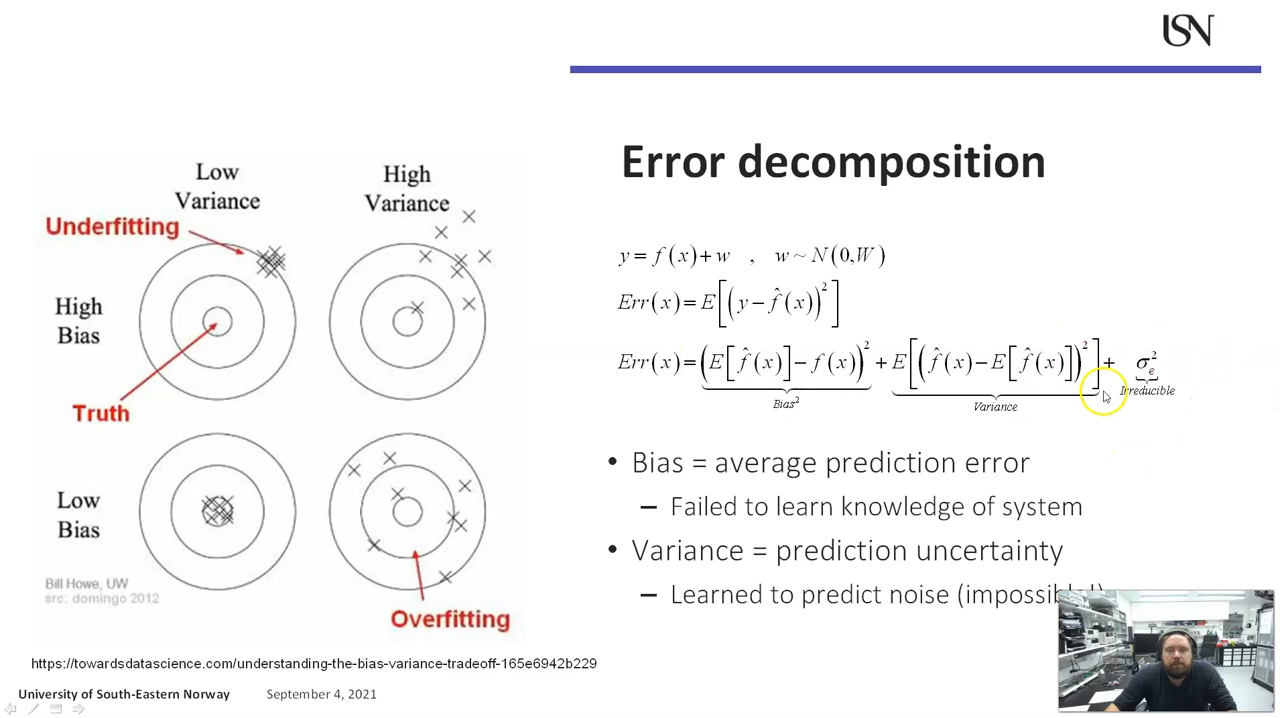 USN
Error decomposition
Low Variance
High Variance
Underfitting
High Bias
Truth
Low Bias
Overfitting
Bill Howe, UW
src: domingo 2012
y = f(x) + w , w ~ N(0,W)
Err(x) = E[(y − f̂(x))²]
Err(x) = (E[f̂(x)] − f(x))² + E[(f̂(x) − E[f̂(x)])²] + σₑ²
Bias² Variance Irreducible
• Bias = average prediction error
– Failed to learn knowledge of system
• Variance = prediction uncertainty
– Learned to predict noise
https://towardsdatascience.com/understanding-the-bias-variance-tradeoff-165e6942b229
University of South-Eastern Norway September 4, 2021